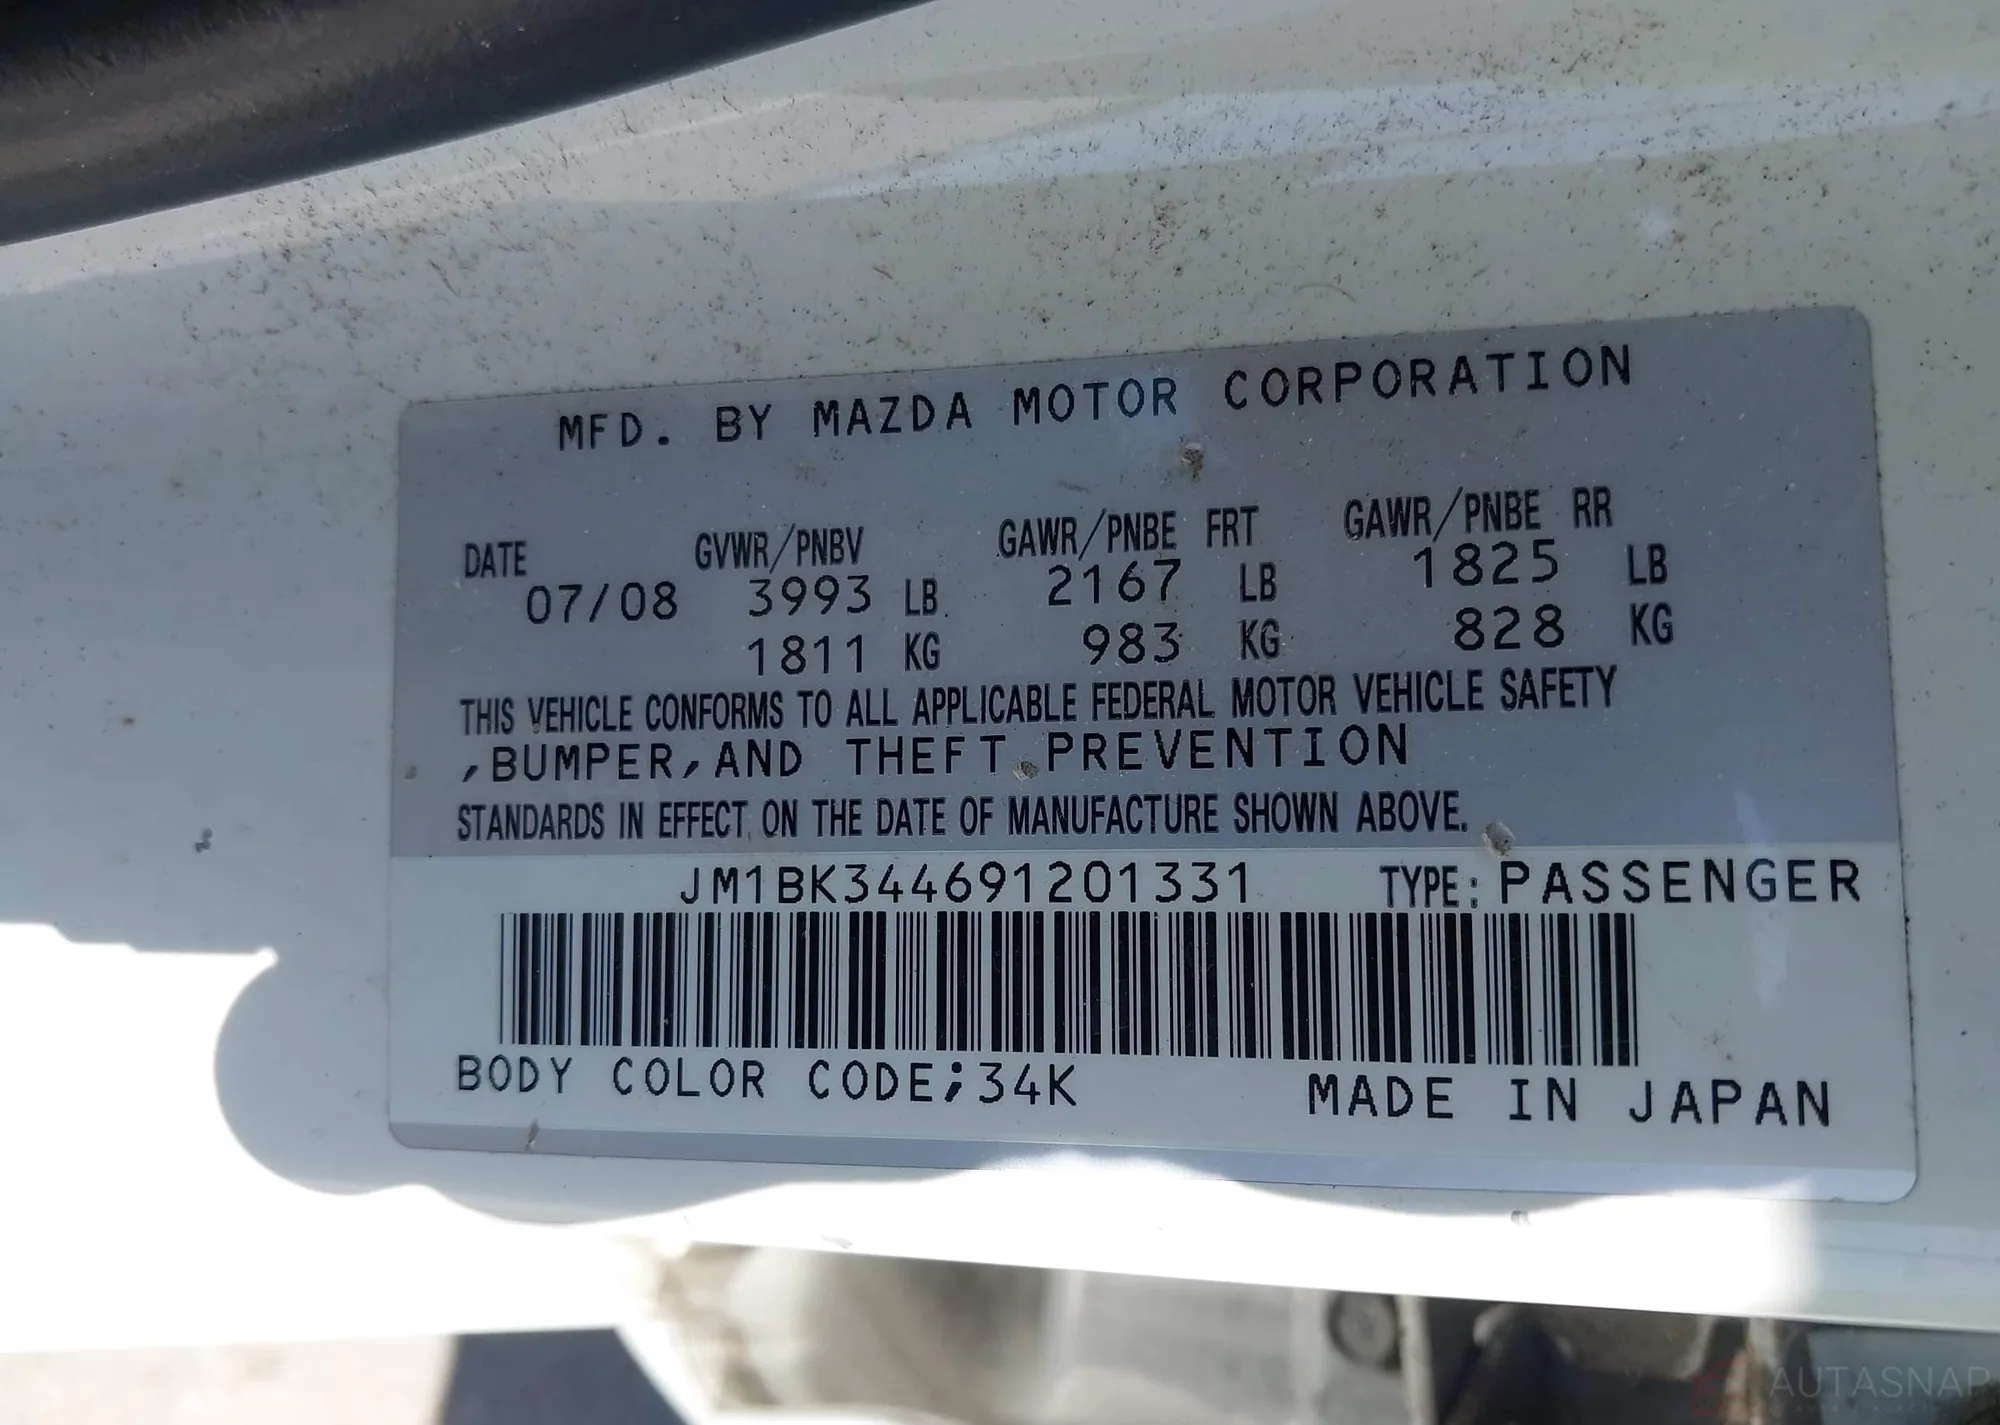 MFD. BY MAZDA MOTOR CORPORATION
DATE GVWR/PNBV GAWR/PNBE FRT GAWR/PNBE RR
07/08 3993 LB 2167 LB 1825 LB
1811 KG 983 KG 828 KG
THIS VEHICLE CONFORMS TO ALL APPLICABLE FEDERAL MOTOR VEHICLE SAFETY
,BUMPER,AND THEFT PREVENTION
STANDARDS IN EFFECT ON THE DATE OF MANUFACTURE SHOWN ABOVE.
JM1BK344691201331 TYPE: PASSENGER
BODY COLOR CODE;34K MADE IN JAPAN
AUTASNAP